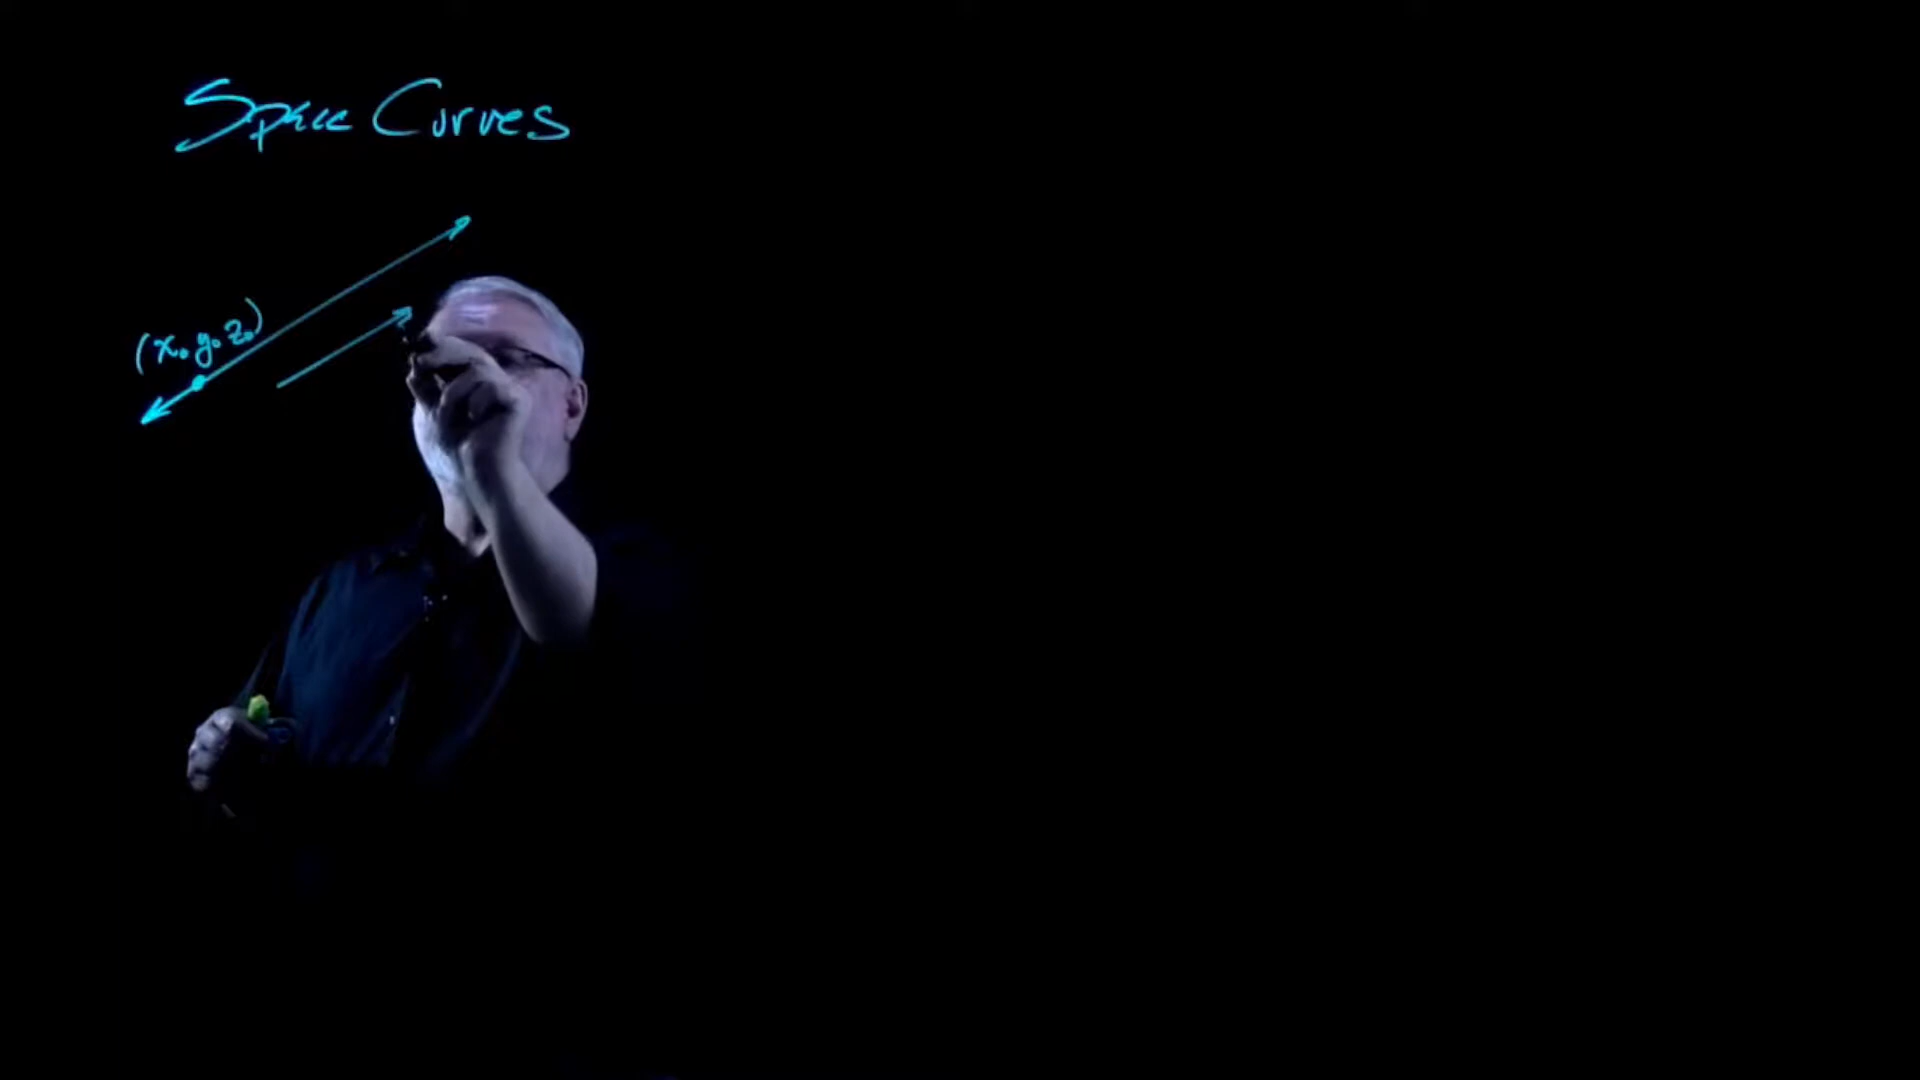 Space Curves
(x₀ y₀ z₀)